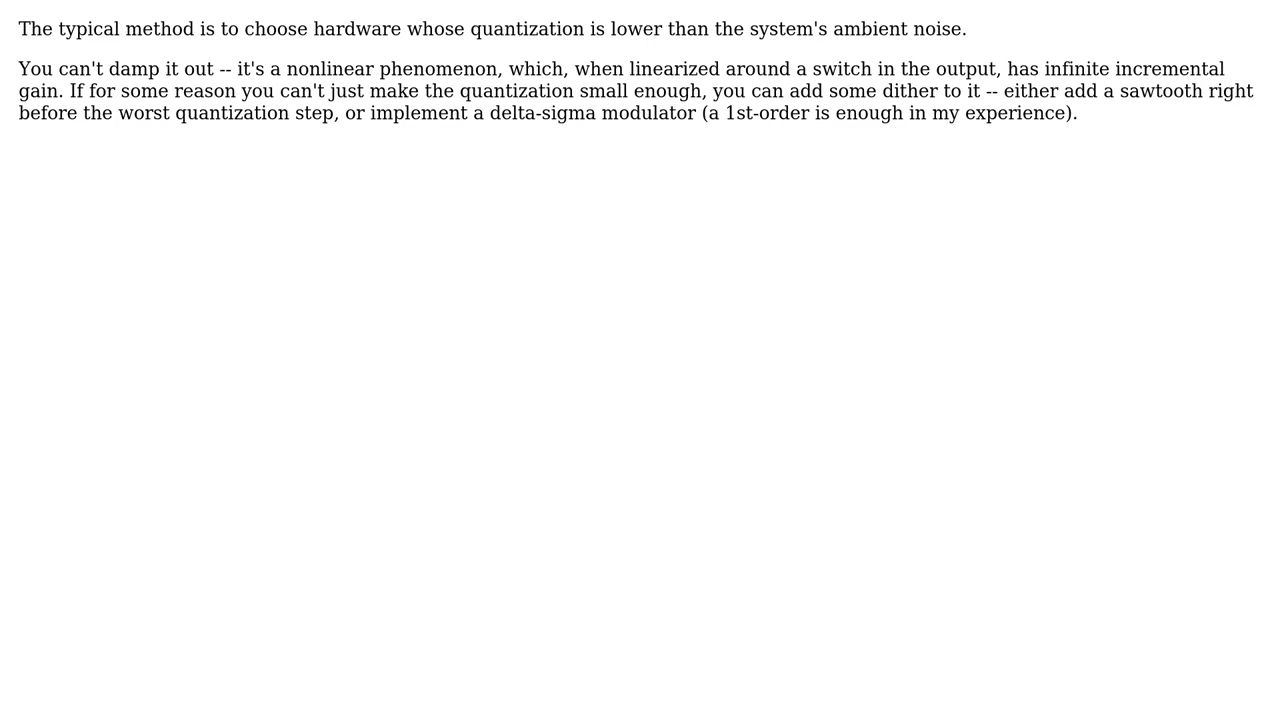 The typical method is to choose hardware whose quantization is lower than the system's ambient noise.
You can't damp it out -- it's a nonlinear phenomenon, which, when linearized around a switch in the output, has infinite incremental
gain. If for some reason you can't just make the quantization small enough, you can add some dither to it -- either add a sawtooth right
before the worst quantization step, or implement a delta-sigma modulator (a 1st-order is enough in my experience).